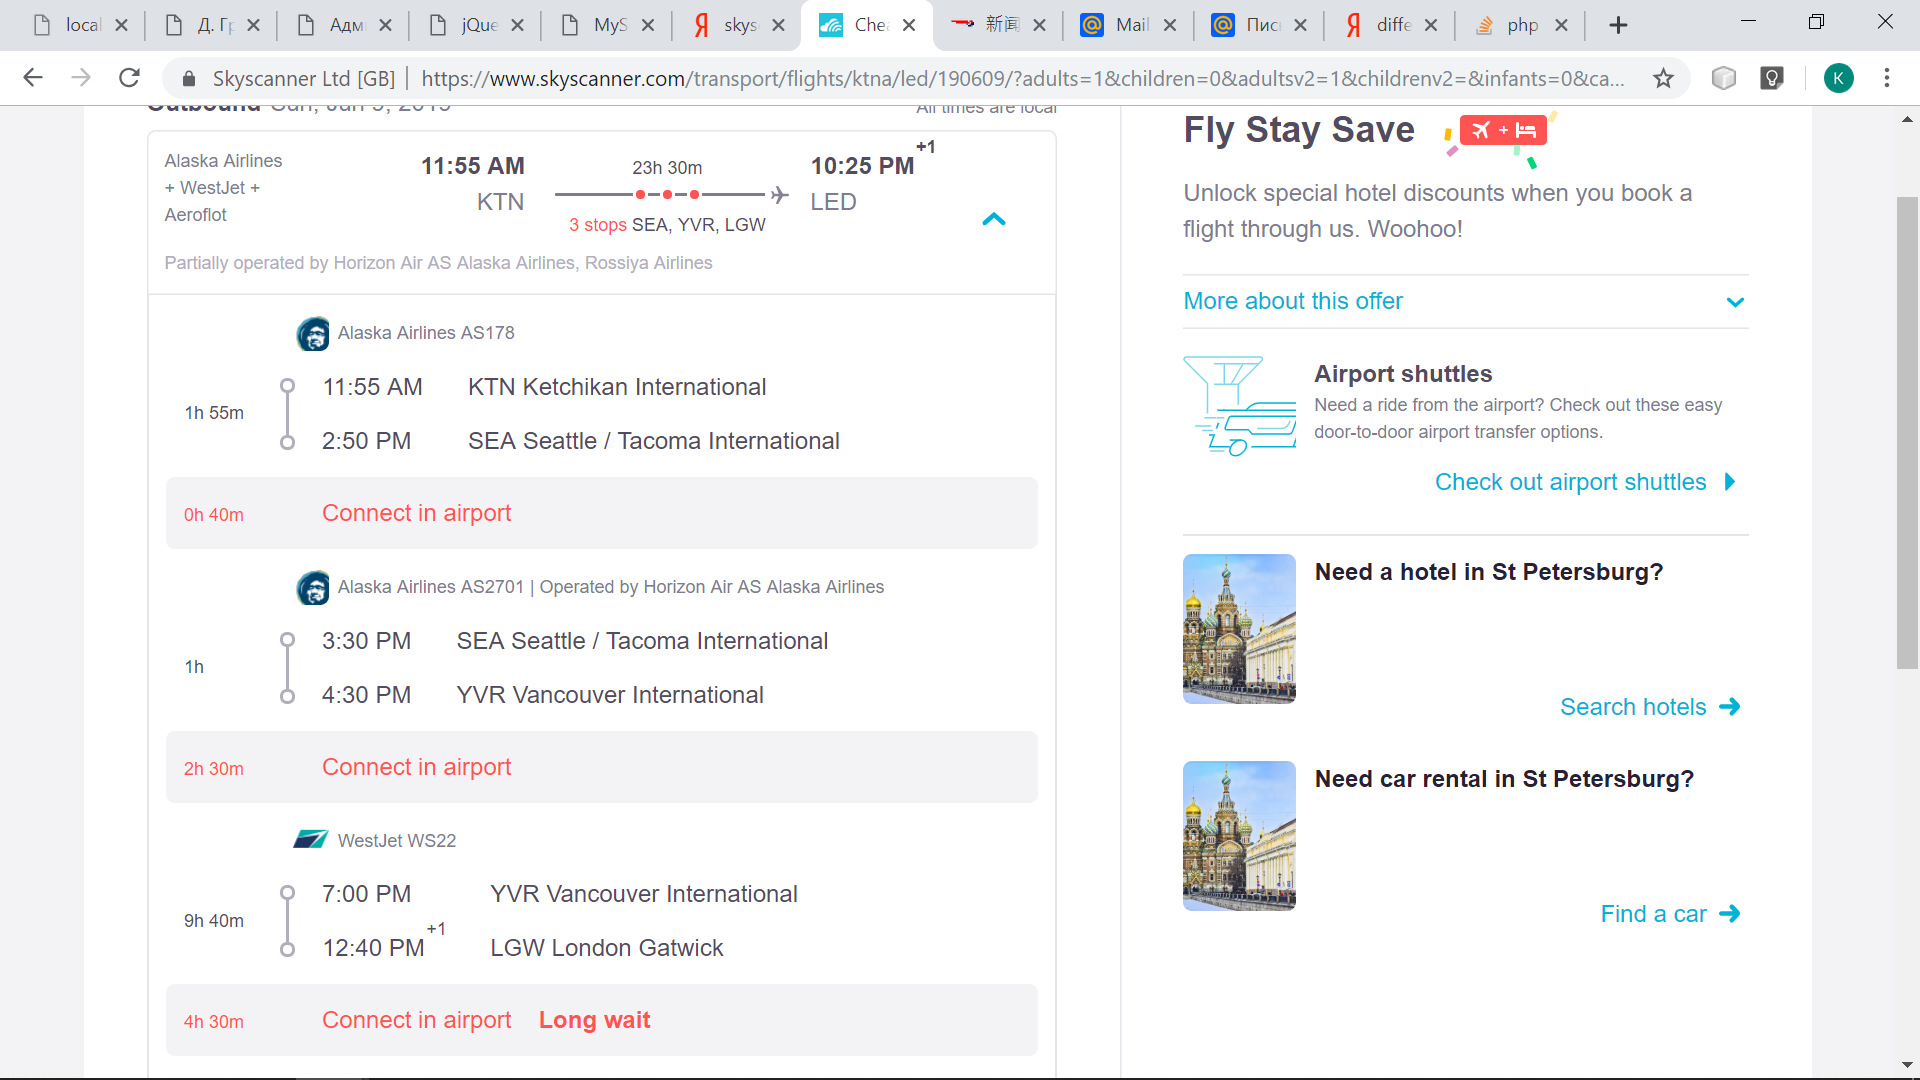 local
Д. Гр
Адми
jQue
MyS
skys
Chea
新闻
Mail
Пись
diffe
php
Skyscanner Ltd [GB] | https://www.skyscanner.com/transport/flights/ktna/led/190609/?adults=1&children=0&adultsv2=1&childrenv2=&infants=0&ca...
K
Outbound Sun, Jun 9, 2019
All times are local
Alaska Airlines + WestJet + Aeroflot
11:55 AM
KTN
23h 30m
3 stops SEA, YVR, LGW
10:25 PM +1
LED
Partially operated by Horizon Air AS Alaska Airlines, Rossiya Airlines
Alaska Airlines AS178
1h 55m
11:55 AM KTN Ketchikan International
2:50 PM SEA Seattle / Tacoma International
0h 40m Connect in airport
Alaska Airlines AS2701 | Operated by Horizon Air AS Alaska Airlines
1h
3:30 PM SEA Seattle / Tacoma International
4:30 PM YVR Vancouver International
2h 30m Connect in airport
WestJet WS22
9h 40m
7:00 PM YVR Vancouver International
12:40 PM +1 LGW London Gatwick
4h 30m Connect in airport Long wait
Fly Stay Save
+
Unlock special hotel discounts when you book a
flight through us. Woohoo!
More about this offer
Airport shuttles
Need a ride from the airport? Check out these easy
door-to-door airport transfer options.
Check out airport shuttles
Need a hotel in St Petersburg?
Search hotels
Need car rental in St Petersburg?
Find a car